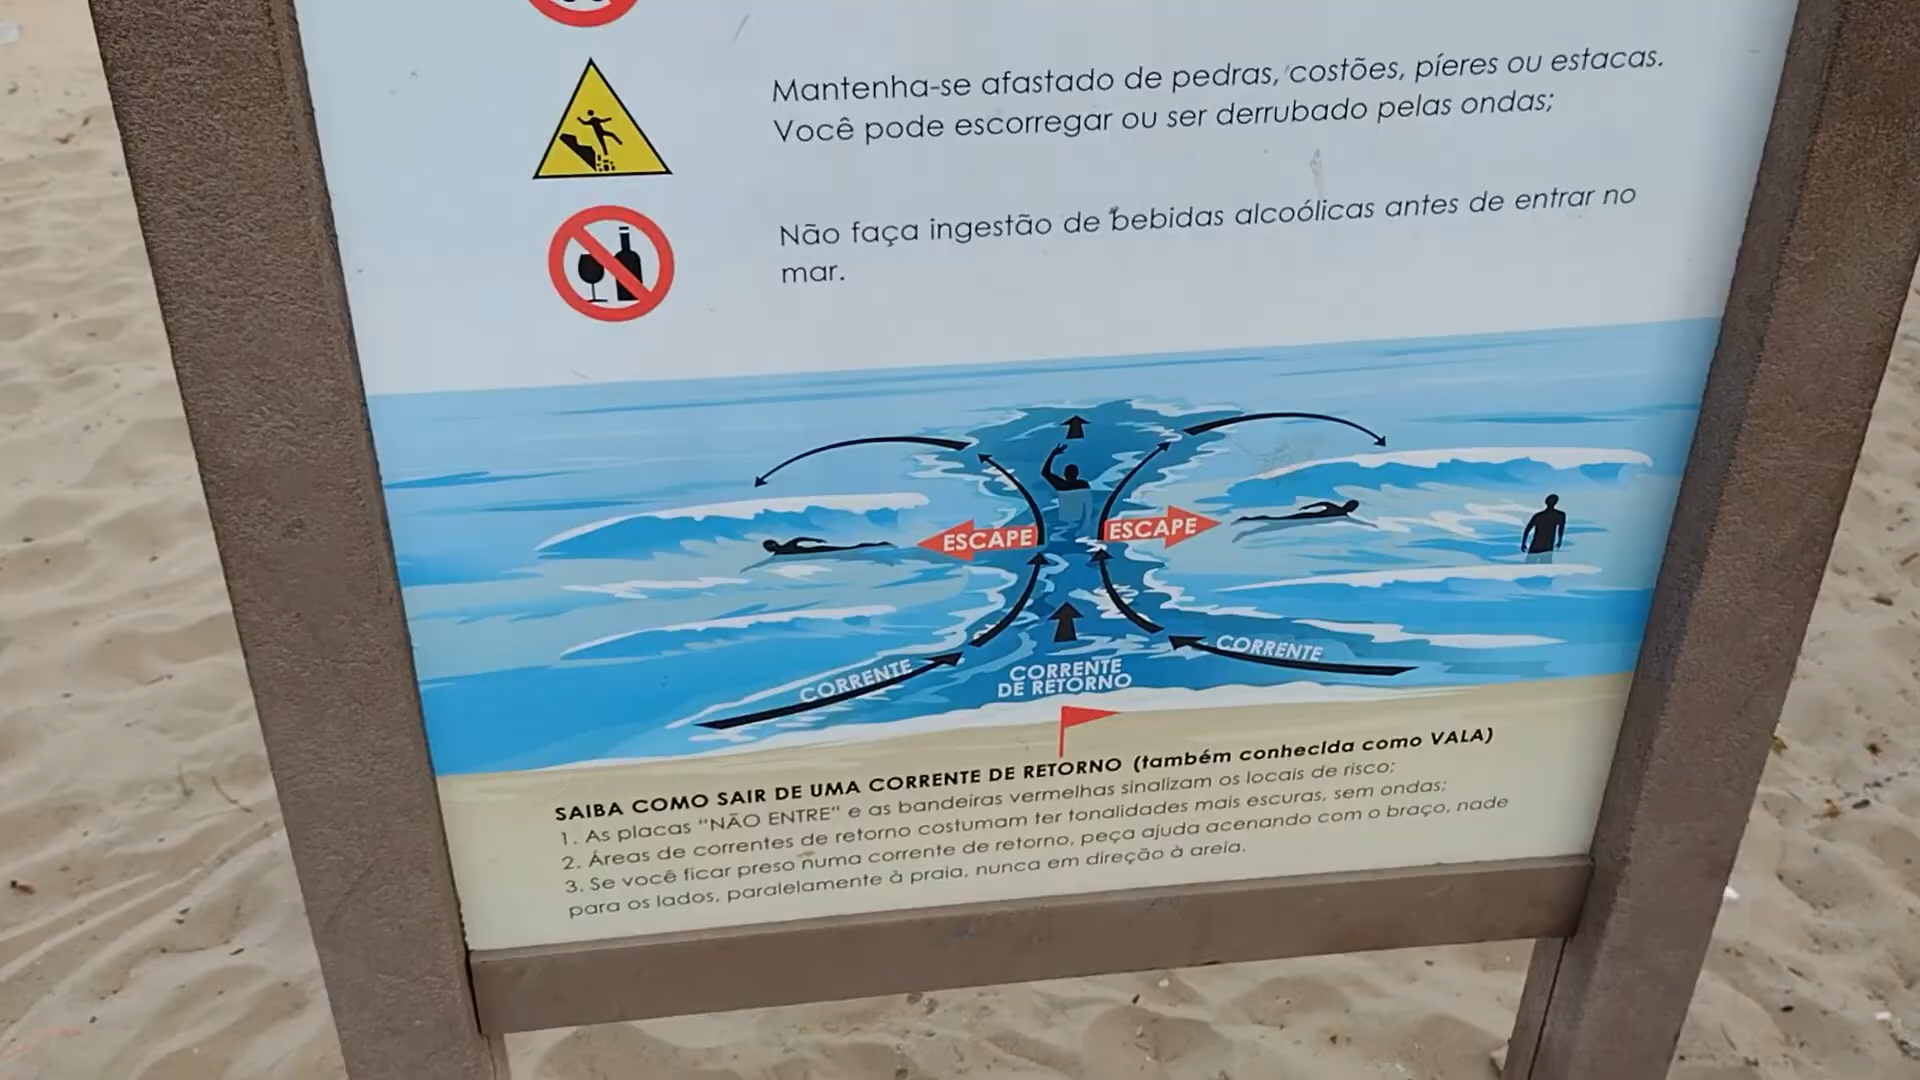 Mantenha-se afastado de pedras, costões, píeres ou estacas.
Você pode escorregar ou ser derrubado pelas ondas;
Não faça ingestão de bebidas alcoólicas antes de entrar no
mar.
ESCAPE
ESCAPE
CORRENTE
CORRENTE
DE RETORNO
CORRENTE
SAIBA COMO SAIR DE UMA CORRENTE DE RETORNO (também conhecida como VALA)
1. As placas "NÃO ENTRE" e as bandeiras vermelhas sinalizam os locais de risco;
2. Áreas de correntes de retorno costumam ter tonalidades mais escuras, sem ondas;
3. Se você ficar preso numa corrente de retorno, peça ajuda acenando com o braço, nade
para os lados, paralelamente à praia, nunca em direção à areia.